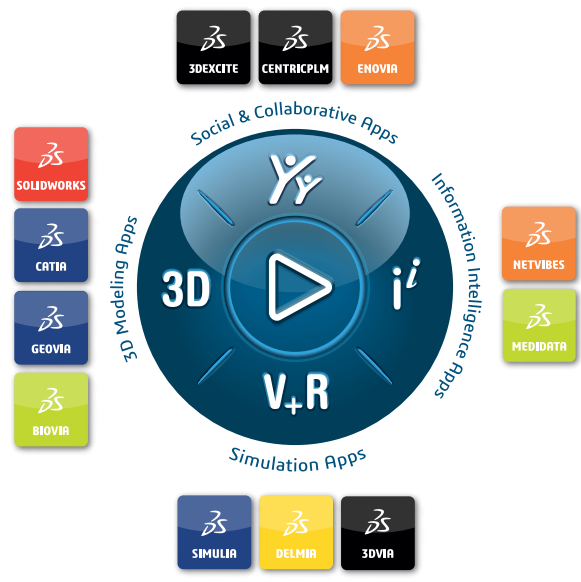 3DEXCITE
CENTRICPLM
ENOVIA
Social & Collaborative Apps
SOLIDWORKS
CATIA
GEOVIA
BIOVIA
3D Modeling Apps
3D
i i
V+R
Information Intelligence Apps
NETVIBES
MEDIDATA
Simulation Apps
SIMULIA
DELMIA
3DVIA